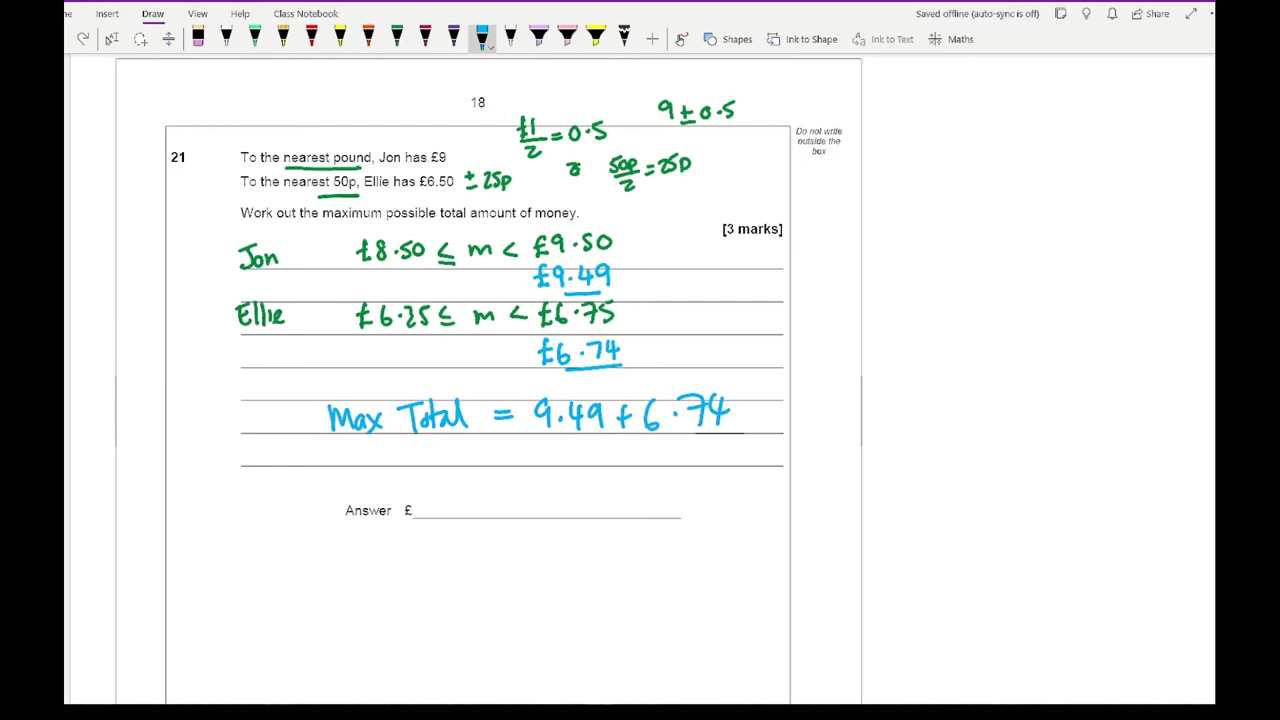 Insert Draw View Help Class Notebook Saved offline (auto-sync is off) Share
Shapes Ink to Shape Ink to Text Maths
18
9 ± 0.5
£1/2 = 0.5
Do not write
outside the
box
21 To the nearest pound, Jon has £9
50p/2 = 25p
To the nearest 50p, Ellie has £6.50 ± 25p
Work out the maximum possible total amount of money.
[3 marks]
Jon £8.50 ≤ m < £9.50
£9.49
Ellie £6.25 ≤ m < £6.75
£6.74
Max Total = 9.49 + 6.74
Answer £